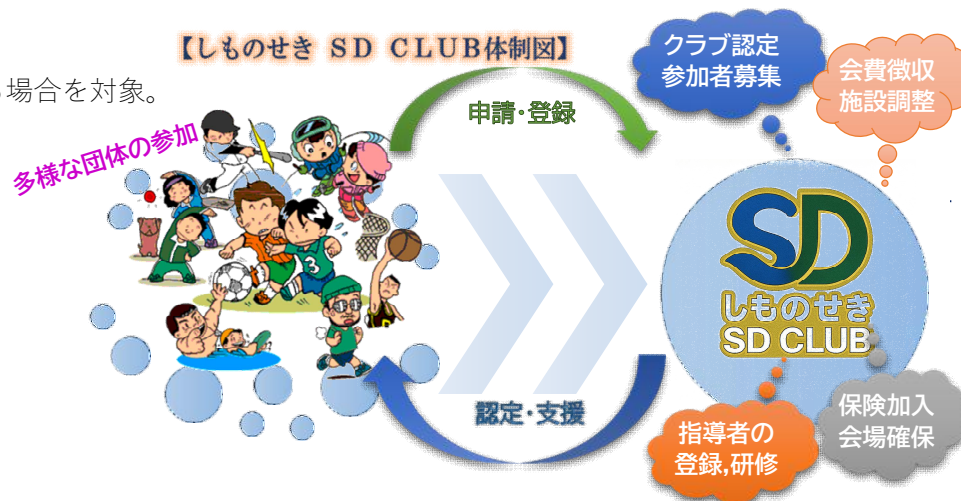 【しものせき SD CLUB体制図】
場合を対象。
多様な団体の参加
申請・登録
クラブ認定
参加者募集
会費徴収
施設調整
3
SD
しものせき
SD CLUB
認定・支援
指導者の
登録,研修
保険加入
会場確保